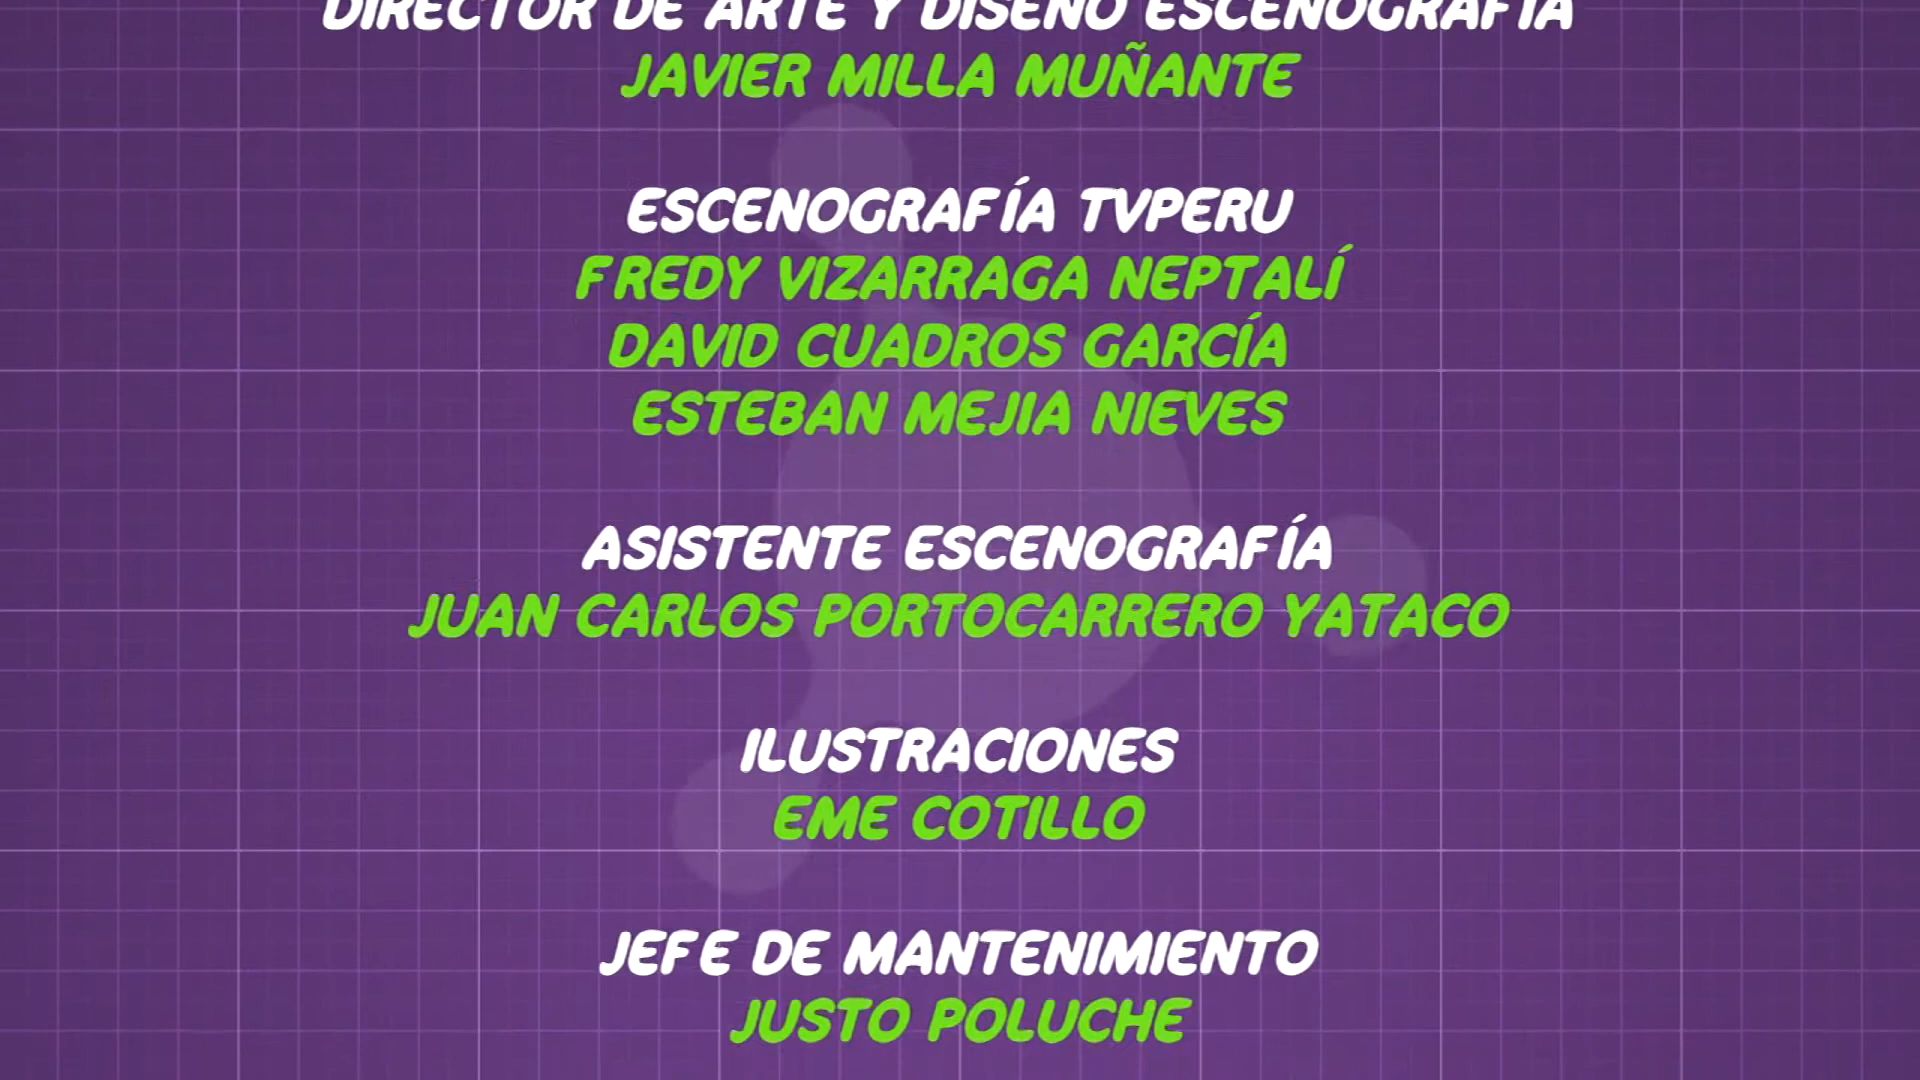 DIRECTOR DE ARTE Y DISEÑO ESCENOGRAFÍA
JAVIER MILLA MUÑANTE
ESCENOGRAFÍA TVPERU
FREDY VIZARRAGA NEPTALÍ
DAVID CUADROS GARCÍA
ESTEBAN MEJIA NIEVES
ASISTENTE ESCENOGRAFÍA
JUAN CARLOS PORTOCARRERO YATACO
ILUSTRACIONES
EME COTILLO
JEFE DE MANTENIMIENTO
JUSTO POLUCHE